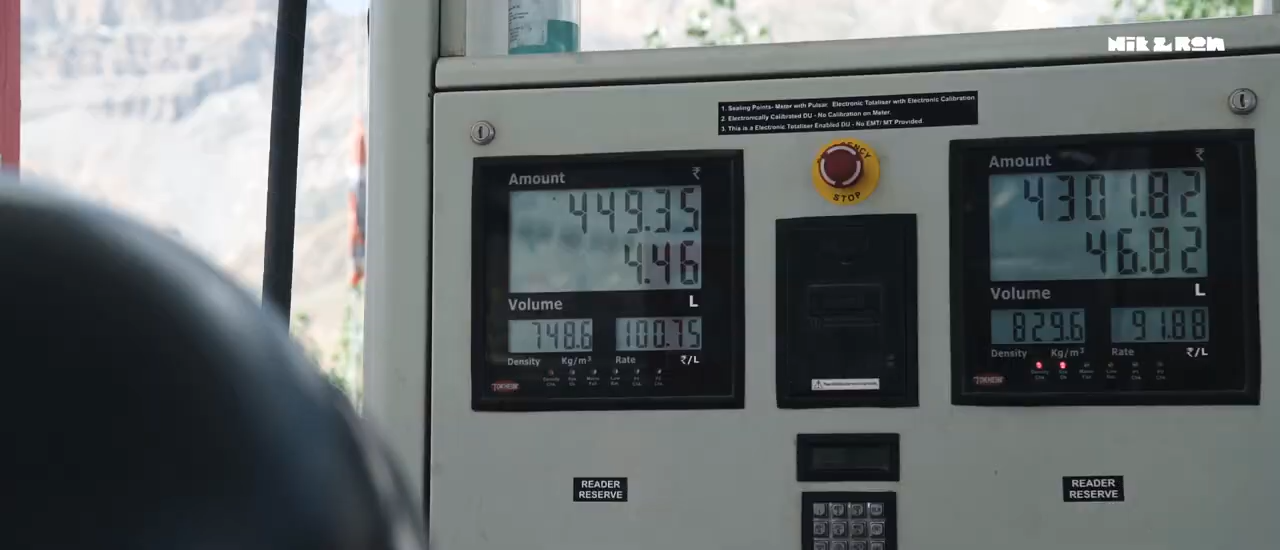 Nik & Ron
1. Sealing Points- Meter with Pulsar, Electronic Totaliser with Electronic Calibration
2. Electronically Calibrated DU - No Calibration on Meter.
3. This is a Electronic Totaliser Enabled DU - No EMT/ MT Provided.
EMERGENCY
STOP
Amount ₹
449.35
4.46
Volume L
748.6 100.75
Density Kg/m³ Rate ₹/L
TOKHEIM
Amount ₹
4301.82
46.82
Volume L
829.6 91.88
Density Kg/m³ Rate ₹/L
TOKHEIM
READER
RESERVE
READER
RESERVE